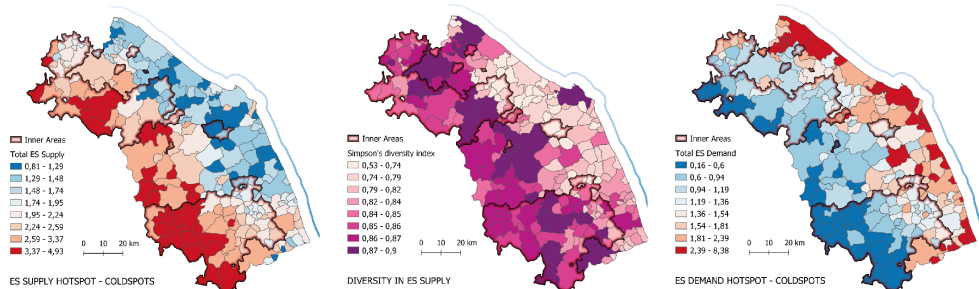 Inner Areas
Total ES Supply
0,81 - 1,29
1,29 - 1,48
1,48 - 1,74
1,74 - 1,95
1,95 - 2,24
2,24 - 2,59
2,59 - 3,37
3,37 - 4,93
0 10 20 km
ES SUPPLY HOTSPOT - COLDSPOTS
Inner Areas
Simpson's diversity index
0,53 - 0,74
0,74 - 0,79
0,79 - 0,82
0,82 - 0,84
0,84 - 0,85
0,85 - 0,86
0,86 - 0,87
0,87 - 0,9
0 10 20 km
DIVERSITY IN ES SUPPLY
Inner Areas
Total ES Demand
0,16 - 0,6
0,6 - 0,94
0,94 - 1,19
1,19 - 1,36
1,36 - 1,54
1,54 - 1,81
1,81 - 2,39
2,39 - 8,38
0 10 20 km
ES DEMAND HOTSPOT - COLDSPOTS